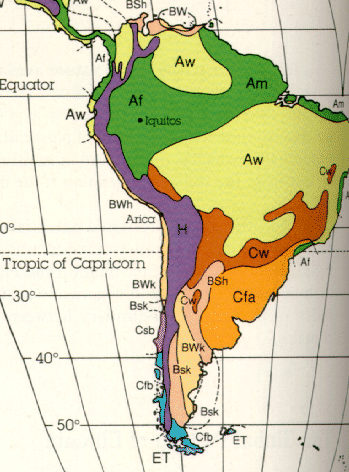 Aw
BSh
BW
Af
Aw
Am
Equator
Af
Aw
Iquitos
Am
Aw
Cw
BWh
Arica
0°
H
Cw
Af
Tropic of Capricorn
BSh
BWk
30°
Cw
Cfa
Bsk
Csb
BWk
40°
Cfb
Bsk
Bsk
50°
Cfb
ET
ET